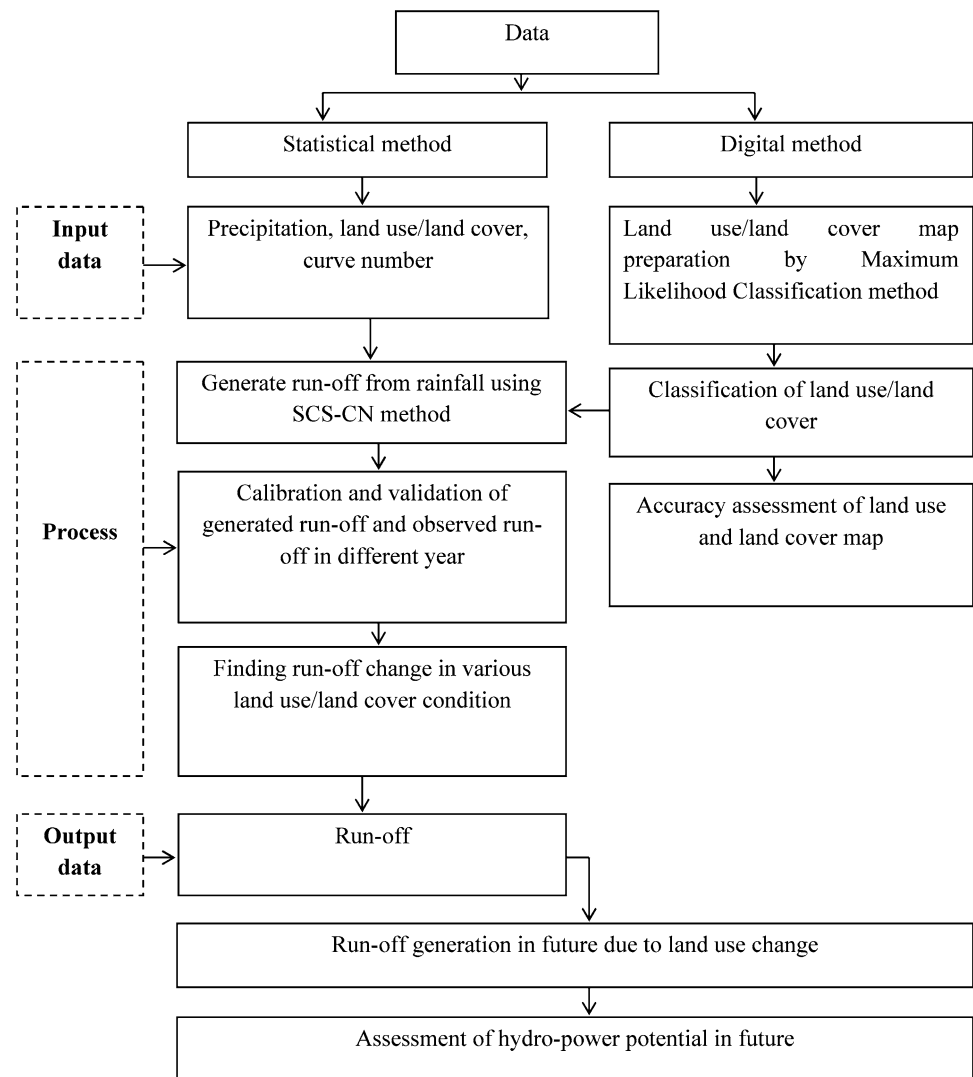 Data
Statistical method
Digital method
Input
data
Precipitation, land use/land cover,
curve number
Land use/land cover map
preparation by Maximum
Likelihood Classification method
Generate run-off from rainfall using
SCS-CN method
Classification of land use/land
cover
Process
Calibration and validation of
generated run-off and observed run-
off in different year
Accuracy assessment of land use
and land cover map
Finding run-off change in various
land use/land cover condition
Output
data
Run-off
Run-off generation in future due to land use change
Assessment of hydro-power potential in future